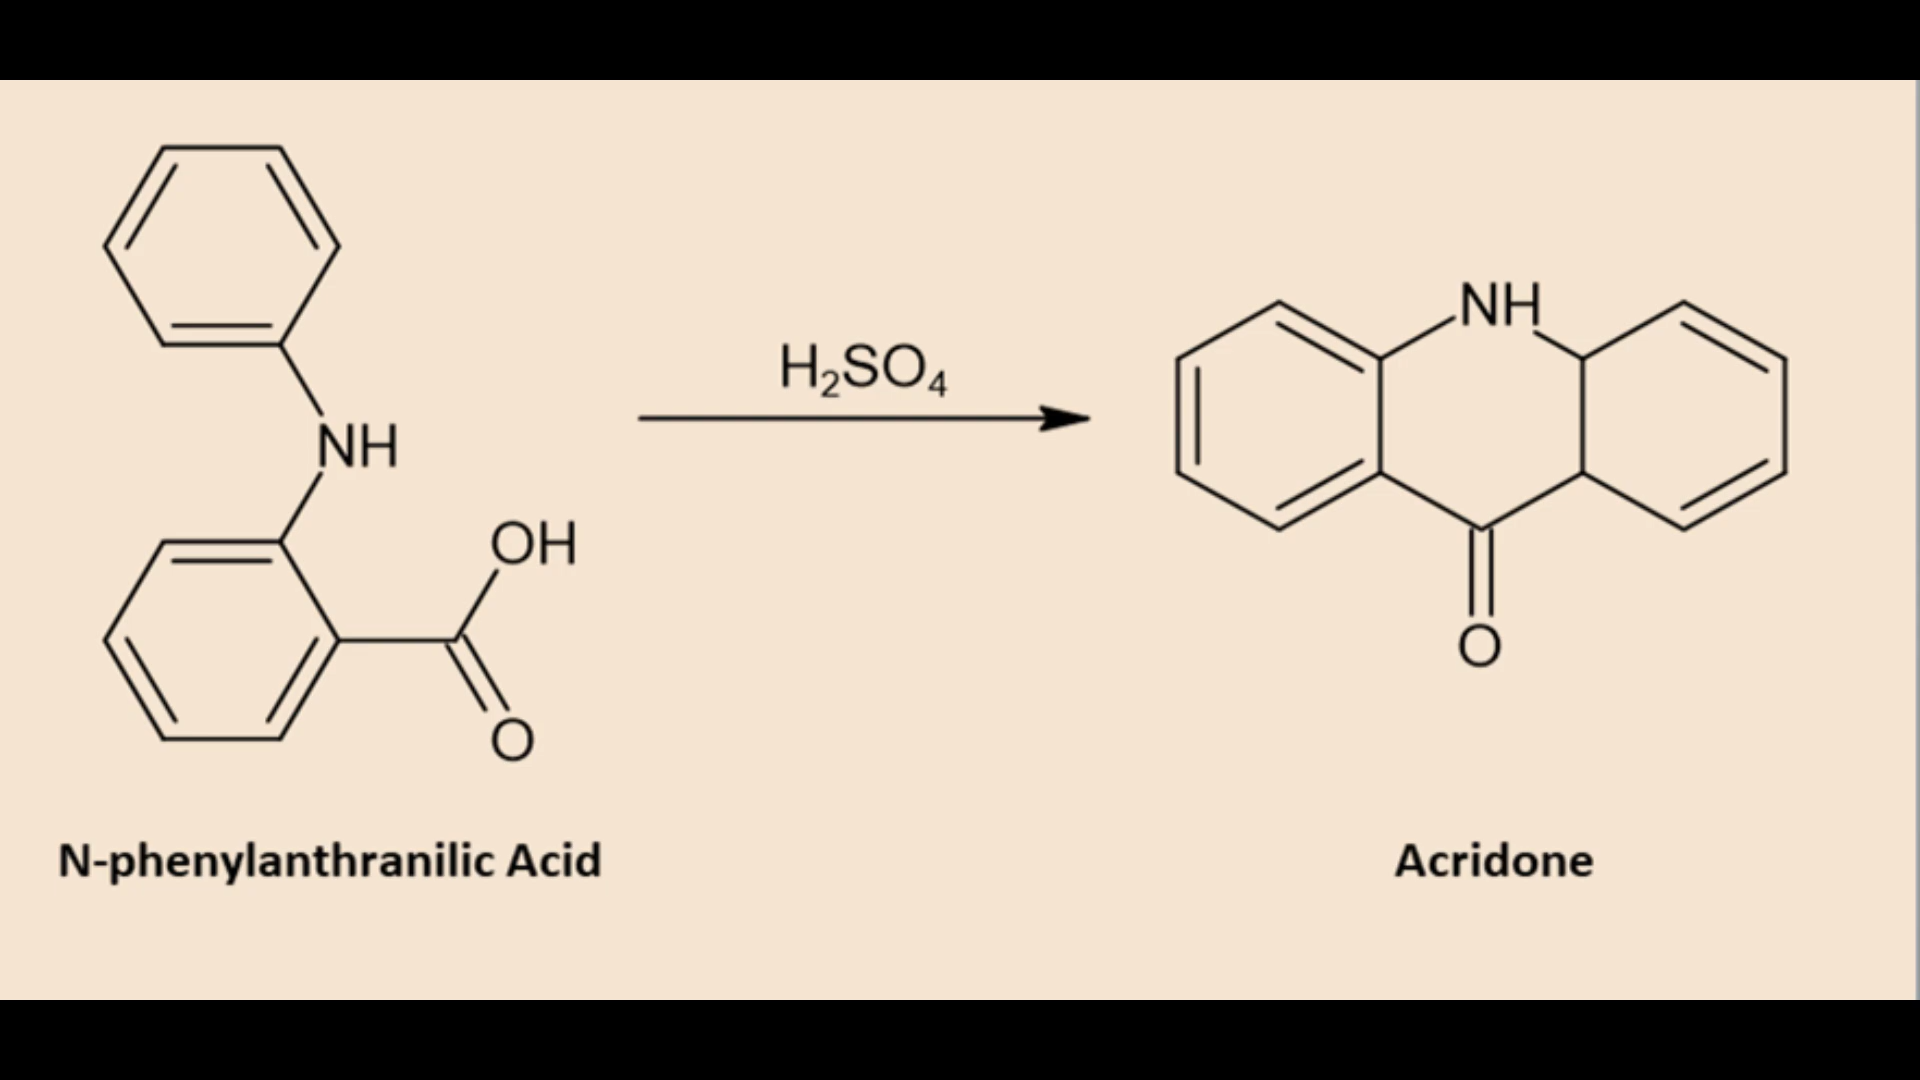 NH
OH
O
N-phenylanthranilic Acid
H₂SO₄
NH
O
Acridone